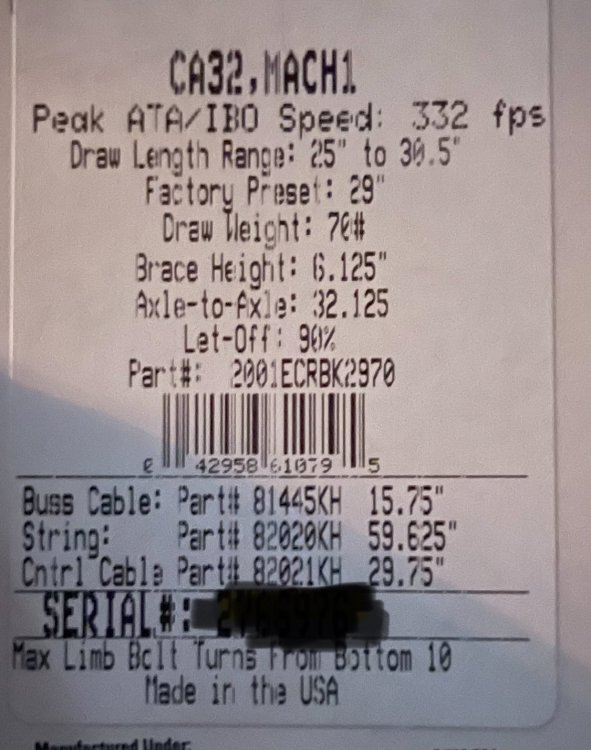 CA32,MACH1
Peak ATA/IBO Speed: 332 fps
Draw Length Range: 25" to 30.5"
Factory Preset: 29"
Draw Weight: 70#
Brace Height: 6.125"
Axle-to-Axle: 32.125
Let-Off: 90%
Part#: 2001ECRBK2970
0 42958 61079 5
Buss Cable: Part# 81445KH 15.75"
String: Part# 82020KH 59.625"
Cntrl Cable Part# 82021KH 29.75"
SERIAL#:
Max Limb Bolt Turns From Bottom 10
Made in the USA
Manufactured Under: